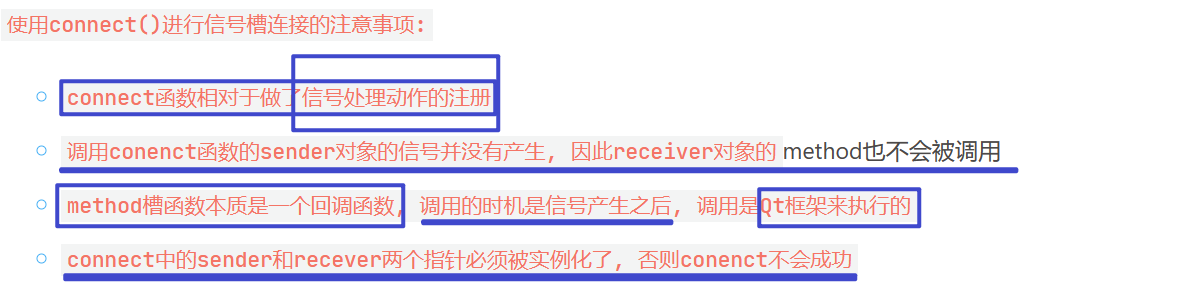 使用connect()进行信号槽连接的注意事项:
connect函数相对于做了信号处理动作的注册
调用conenct函数的sender对象的信号并没有产生, 因此receiver对象的 method也不会被调用
method槽函数本质是一个回调函数, 调用的时机是信号产生之后, 调用是Qt框架来执行的
connect中的sender和recever两个指针必须被实例化了, 否则conenct不会成功